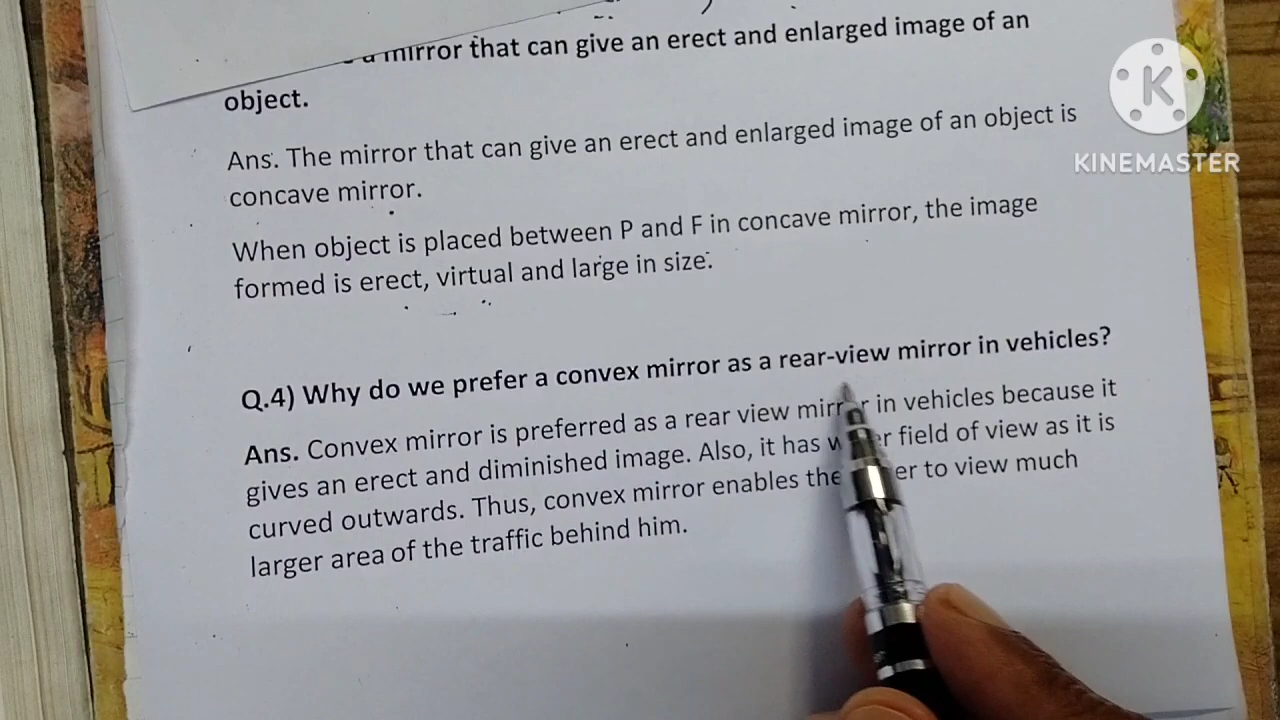 mirror that can give an erect and enlarged image of an
object.
Ans. The mirror that can give an erect and enlarged image of an object is
concave mirror.
When object is placed between P and F in concave mirror, the image
formed is erect, virtual and large in size.
Q.4) Why do we prefer a convex mirror as a rear-view mirror in vehicles?
Ans. Convex mirror is preferred as a rear view mirror in vehicles because it
gives an erect and diminished image. Also, it has wider field of view as it is
curved outwards. Thus, convex mirror enables the to view much
larger area of the traffic behind him.
K
KINEMASTER